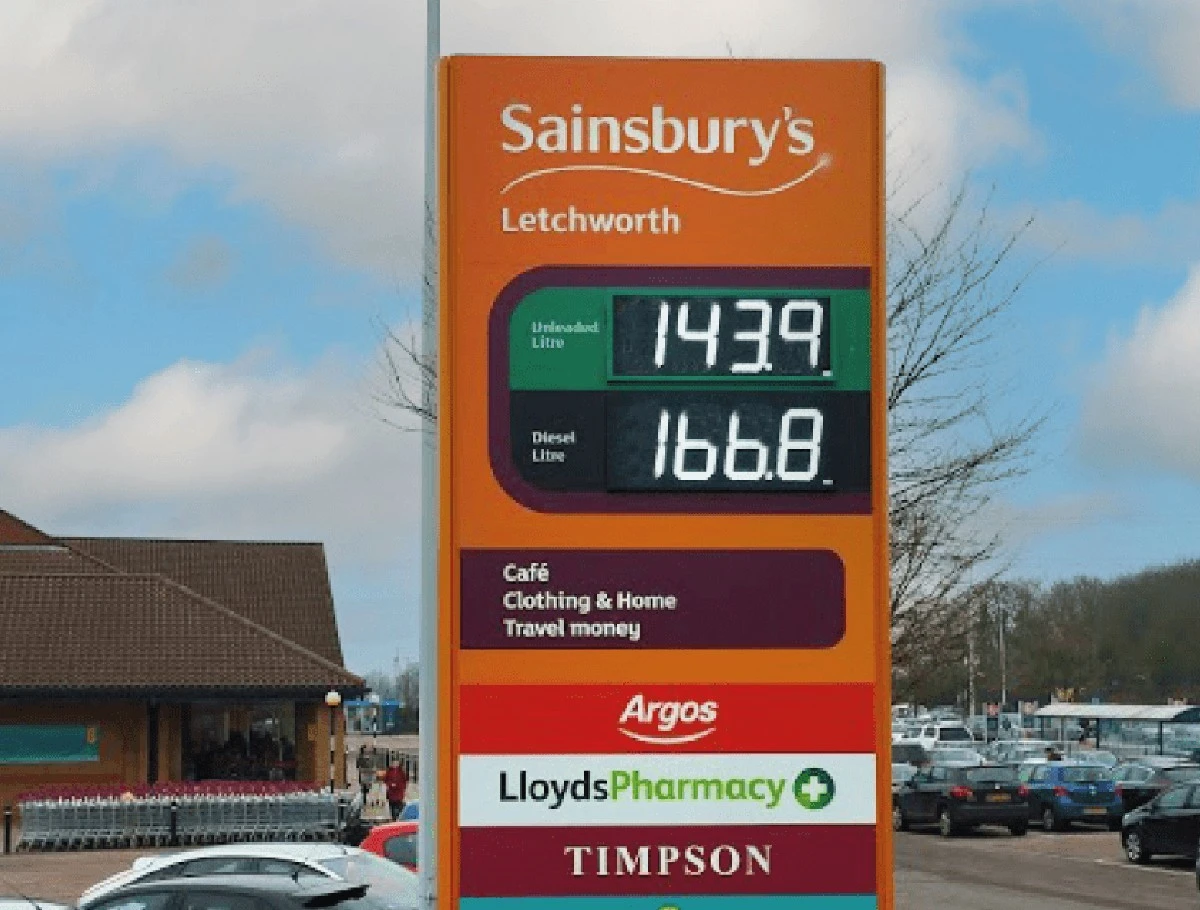 Sainsbury's
Letchworth
Unleaded 143.9
Litre
Diesel 166.8
Litre
Café
Clothing & Home
Travel money
Argos
LloydsPharmacy
TIMPSON